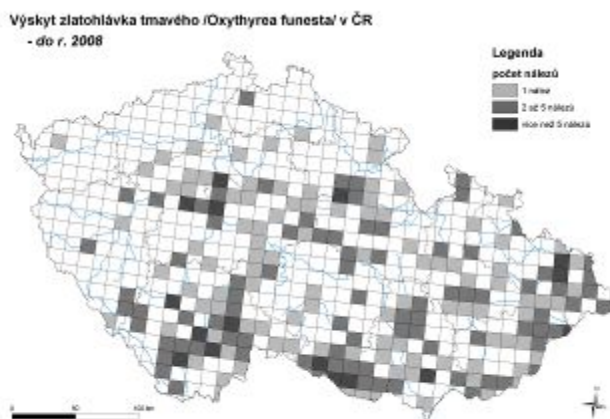 Výskyt zlatohlávka tmavého /Oxythyrea funesta/ v ČR
- do r. 2008
Legenda
počet nálezů
1 nález
2 až 5 nálezů
více než 5 nálezů
0 50 100 km